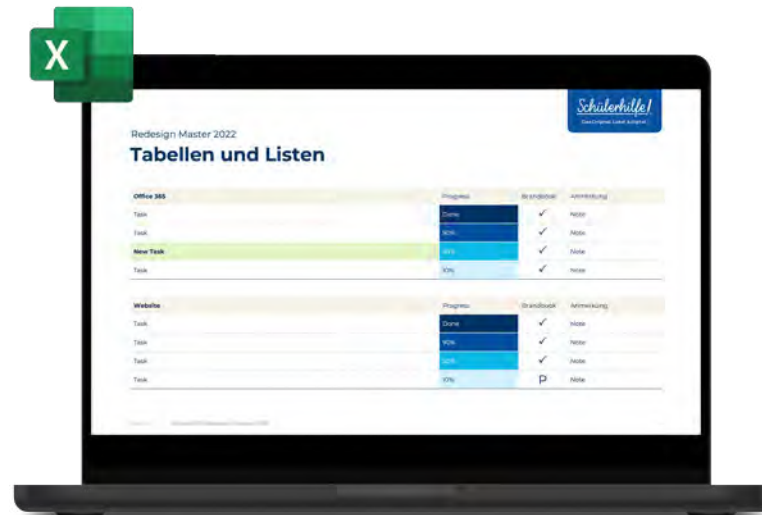 X
Schülerhilfe!
Redesign Master 2022
Tabellen und Listen
Office 365 Progress Brandbook Anmerkung
Task Done ✓ Note
Task 90% ✓ Note
New Task ✓ Note
Task 10% ✓ Note
Website Progress Brandbook Anmerkung
Task Done ✓ Note
Task 90% ✓ Note
Task 50% ✓ Note
Task 10% P Note